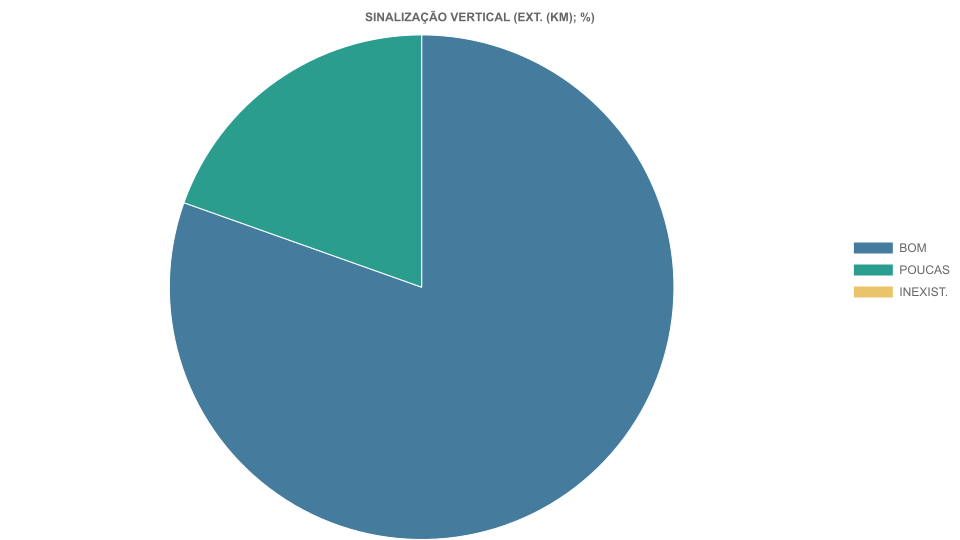 SINALIZAÇÃO VERTICAL (EXT. (KM); %)
BOM
POUCAS
INEXIST.